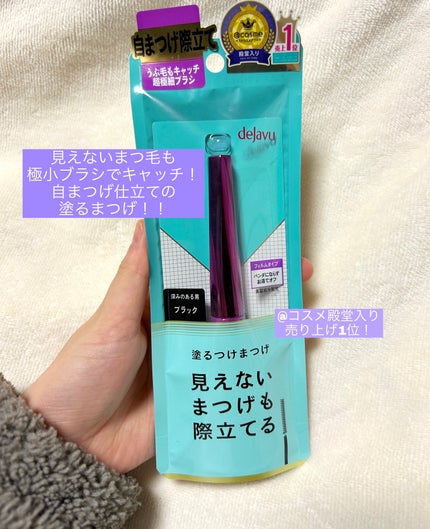 自まつげ際立て
うぶ毛もキャッチ
超極細ブラシ
@cosme
殿堂入り
売上1位
dejavu
見えないまつ毛も
極小ブラシでキャッチ！
自まつげ仕立ての
塗るまつげ！！
フィルムタイプ
パンダにならず
お湯でオフ
深みのある黒
ブラック
@コスメ殿堂入り
売り上げ1位！
塗るつけまつげ
見えない
まつげも
際立てる